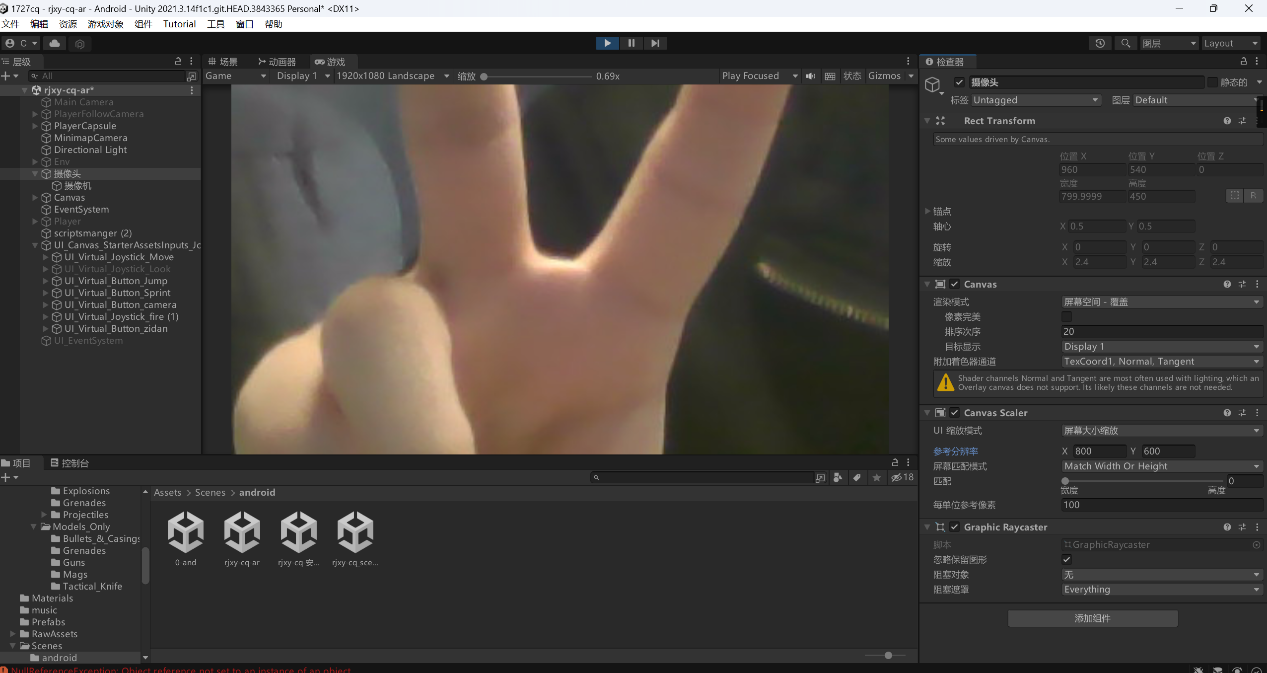 1727cq - rjxy-cq-ar - Android - Unity 2021.3.14f1c1.git.HEAD.3843365 Personal* <DX11>
文件 编辑 资源 游戏对象 组件 Tutorial 工具 窗口 帮助
C 图层 Layout
层级 场景 动画器 游戏 检查器
All Game Display 1 1920x1080 Landscape 缩放 0.69x Play Focused 状态 Gizmos
rjxy-cq-ar*
Main Camera
PlayerFollowCamera
PlayerCapsule
MinimapCamera
Directional Light
Env
摄像头
摄像机
Canvas
EventSystem
Player
scriptsmanger (2)
UI_Canvas_StarterAssetsInputs_Jo
UI_Virtual_Joystick_Move
UI_Virtual_Joystick_Look
UI_Virtual_Button_Jump
UI_Virtual_Button_Sprint
UI_Virtual_Button_camera
UI_Virtual_Joystick_fire (1)
UI_Virtual_Button_zidan
UI_EventSystem
摄像头 静态的
标签 Untagged 图层 Default
Rect Transform
Some values driven by Canvas.
位置 X 位置 Y 位置 Z
960 540 0
宽度 高度
799.9999 450 R
锚点
轴心 X 0.5 Y 0.5
旋转 X 0 Y 0 Z 0
缩放 X 2.4 Y 2.4 Z 2.4
Canvas
渲染模式 屏幕空间 - 覆盖
像素完美
排序次序 20
目标显示 Display 1
附加着色器通道 TexCoord1, Normal, Tangent
Shader channels Normal and Tangent are most often used with lighting, which an
Overlay canvas does not support. Its likely these channels are not needed.
Canvas Scaler
UI 缩放模式 屏幕大小缩放
参考分辨率 X 800 Y 600
屏幕匹配模式 Match Width Or Height
匹配 0
宽度 高度
每单位参考像素 100
Graphic Raycaster
脚本 GraphicRaycaster
忽略保留图形
阻塞对象 无
阻塞遮罩 Everything
添加组件
项目 控制台
18
Explosions
Grenades
Projectiles
Models_Only
Bullets_&_Casings
Grenades
Guns
Mags
Tactical_Knife
Materials
music
Prefabs
RawAssets
Scenes
android
Assets > Scenes > android
0 and rjxy cq ar rjxy cq 安... rjxy cq sce...
NullReferenceException: Object reference not set to an instance of an object